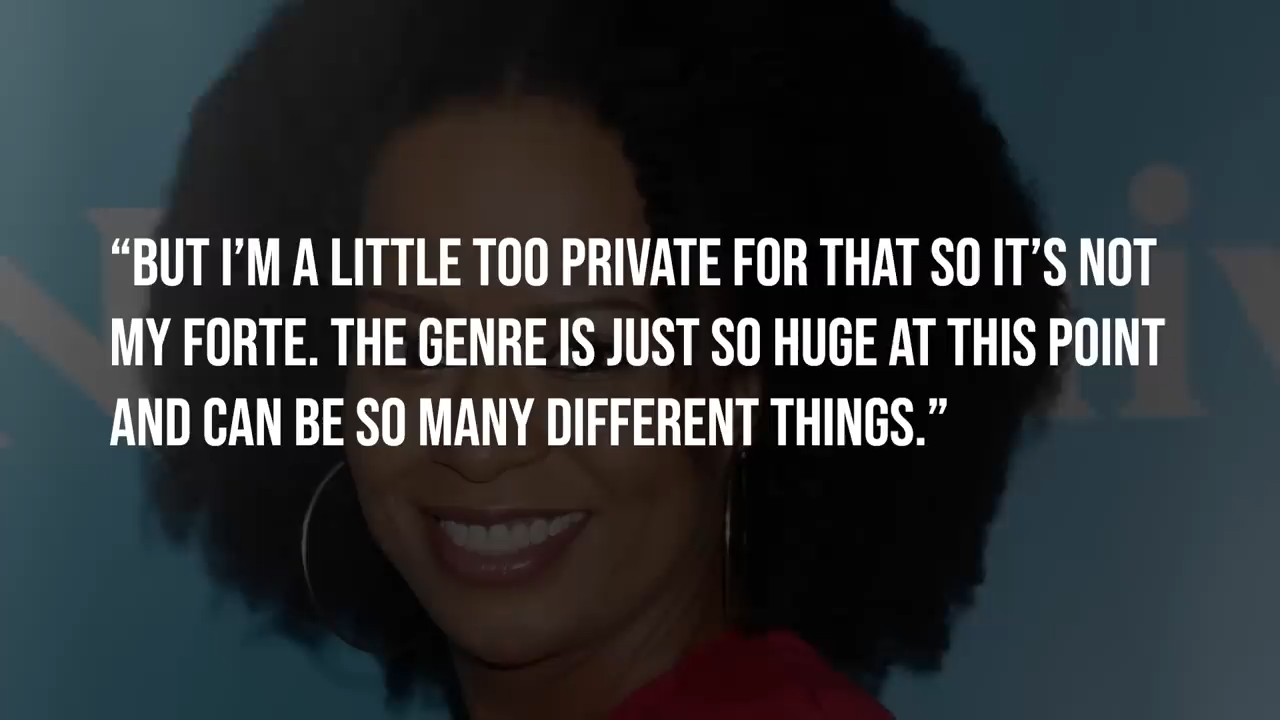 “BUT I’M A LITTLE TOO PRIVATE FOR THAT SO IT’S NOT
MY FORTE. THE GENRE IS JUST SO HUGE AT THIS POINT
AND CAN BE SO MANY DIFFERENT THINGS.”